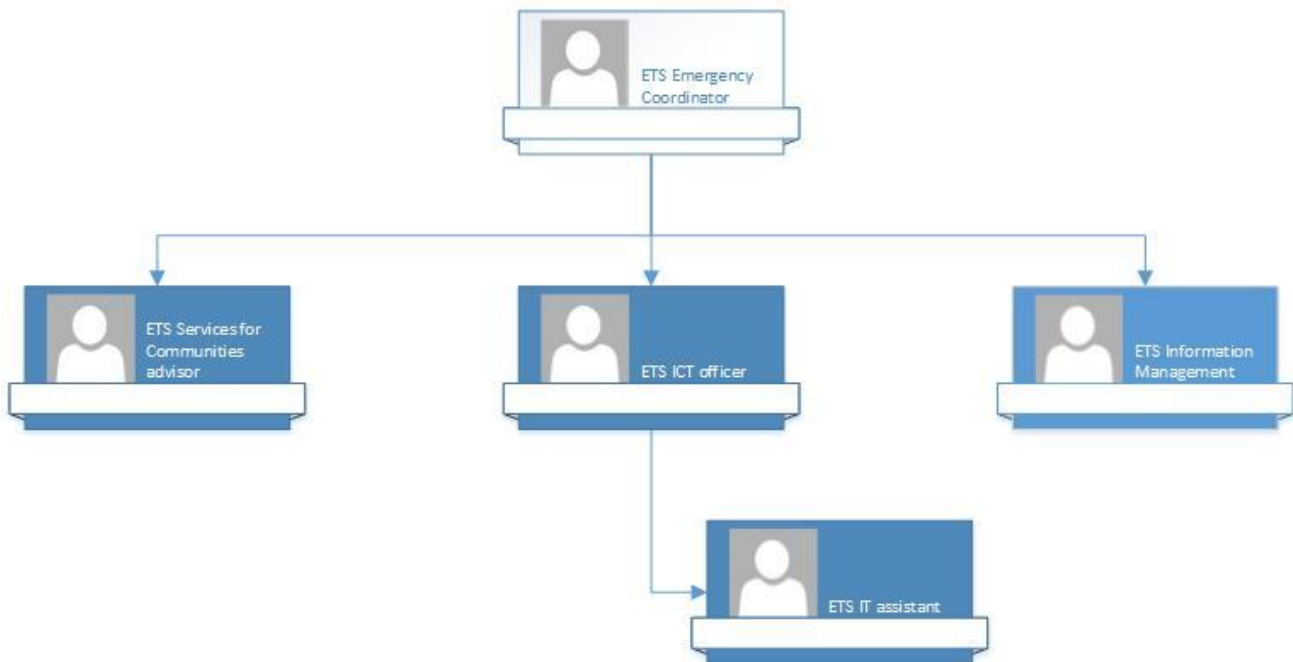 ETS Emergency
Coordinator
ETS Services for
Communities
advisor
ETS ICT officer
ETS Information
Management
ETS IT assistant